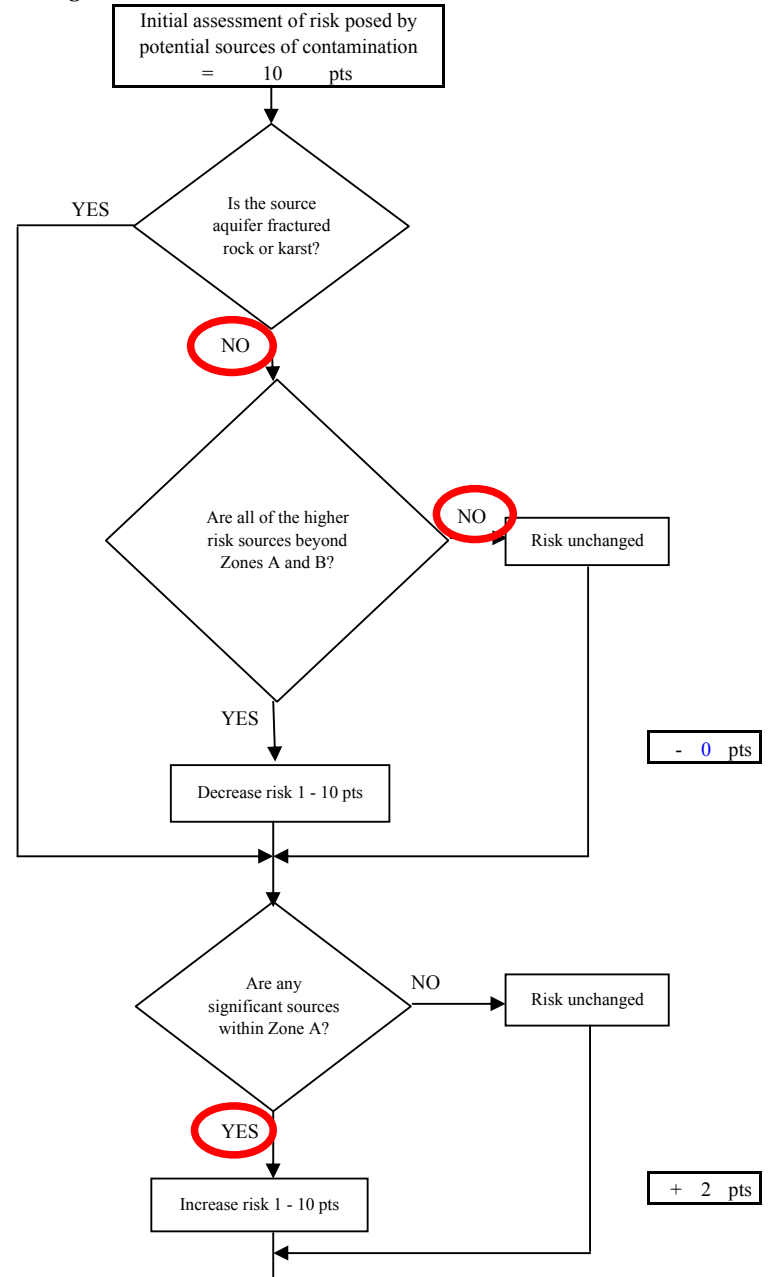 Initial assessment of risk posed by
potential sources of contamination
= 10 pts
YES
Is the source
aquifer fractured
rock or karst?
NO
Are all of the higher
risk sources beyond
Zones A and B?
NO
Risk unchanged
YES
- 0 pts
Decrease risk 1 - 10 pts
Are any
significant sources
within Zone A?
NO
Risk unchanged
YES
+ 2 pts
Increase risk 1 - 10 pts